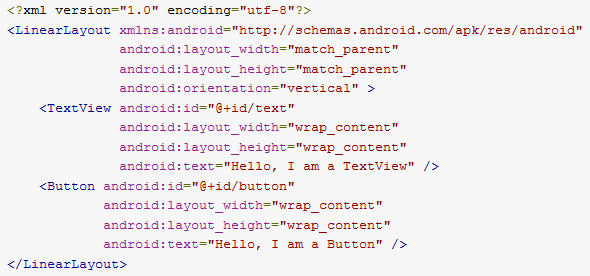 <?xml version="1.0" encoding="utf-8"?>
<LinearLayout xmlns:android="http://schemas.android.com/apk/res/android"
              android:layout_width="match_parent"
              android:layout_height="match_parent"
              android:orientation="vertical" >
    <TextView android:id="@+id/text"
              android:layout_width="wrap_content"
              android:layout_height="wrap_content"
              android:text="Hello, I am a TextView" />
    <Button android:id="@+id/button"
            android:layout_width="wrap_content"
            android:layout_height="wrap_content"
            android:text="Hello, I am a Button" />
</LinearLayout>